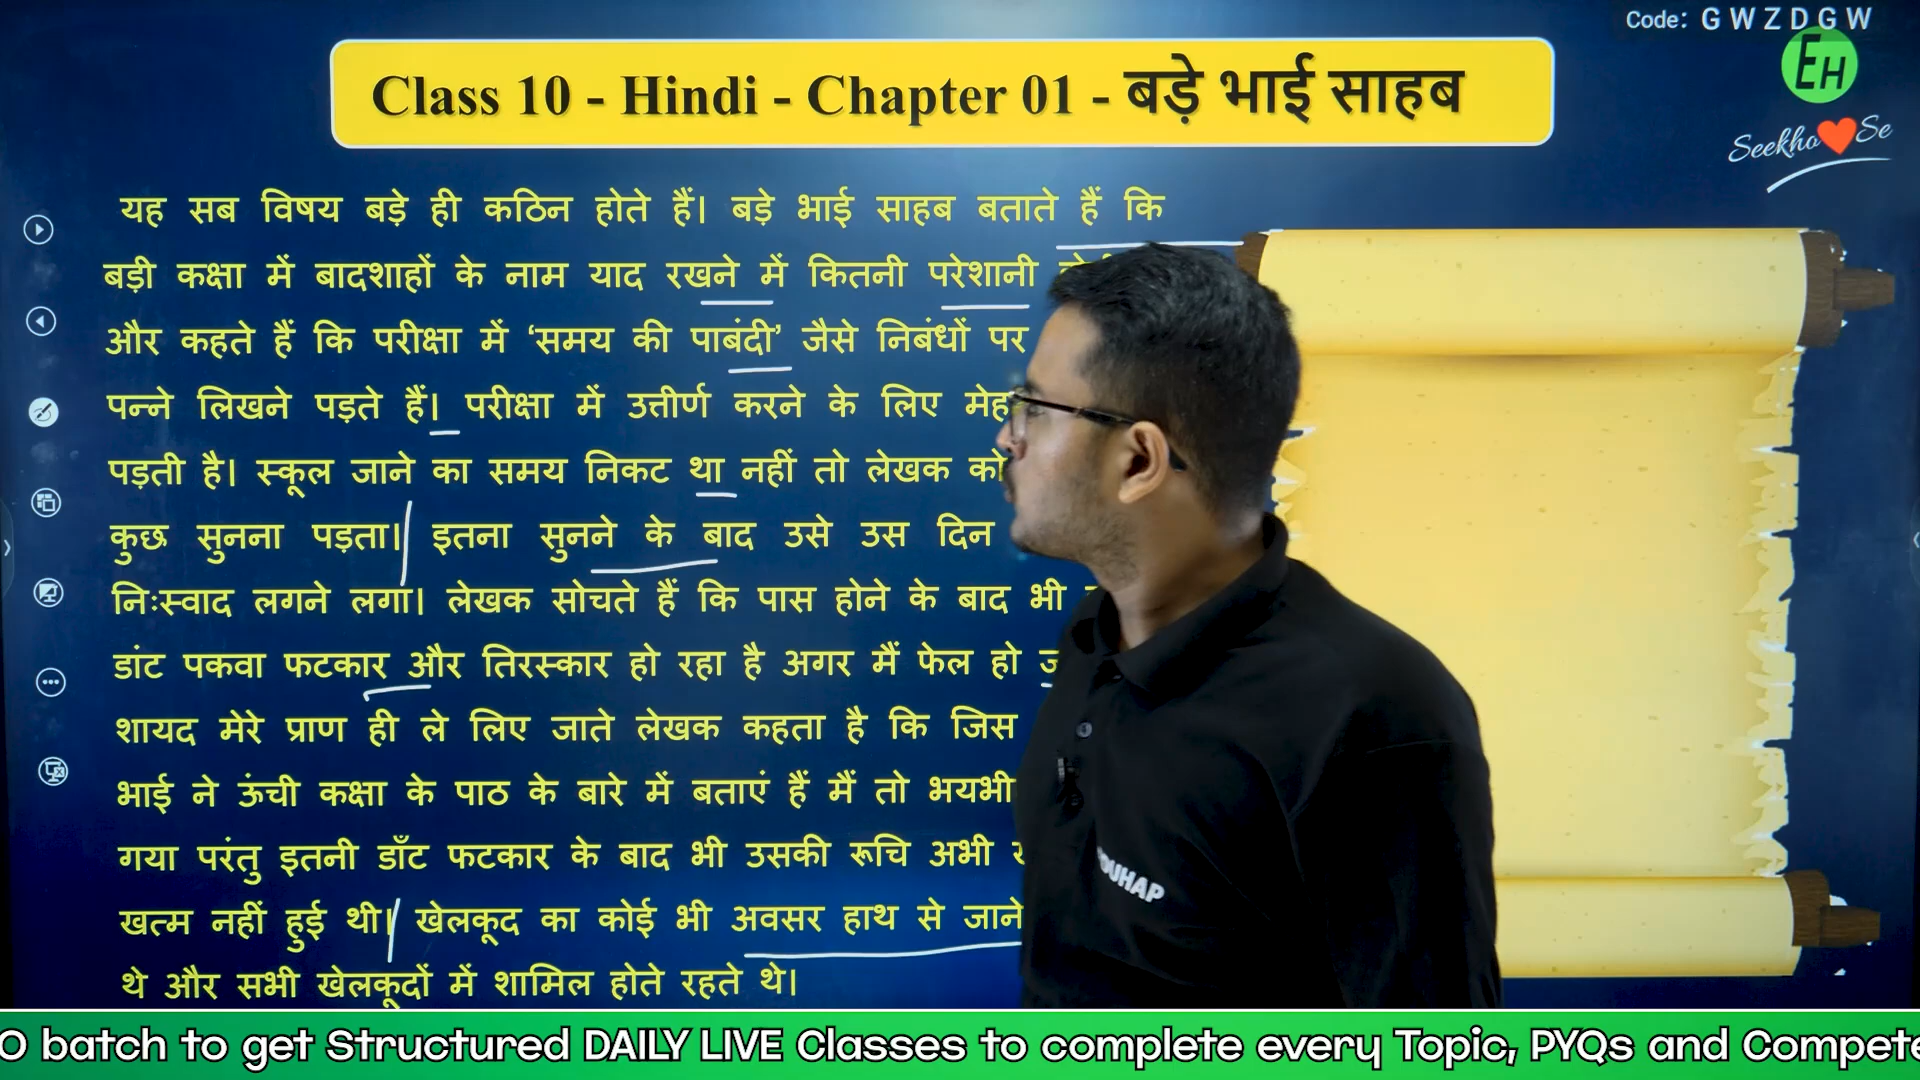 Code: G W Z D G W
EH
Seekho ❤️ Se
Class 10 - Hindi - Chapter 01 - बड़े भाई साहब
यह सब विषय बड़े ही कठिन होते हैं। बड़े भाई साहब बताते हैं कि
बड़ी कक्षा में बादशाहों के नाम याद रखने में कितनी परेशानी
और कहते हैं कि परीक्षा में ‘समय की पाबंदी’ जैसे निबंधों पर
पन्ने लिखने पड़ते हैं। परीक्षा में उत्तीर्ण करने के लिए
पड़ती है। स्कूल जाने का समय निकट था नहीं तो लेखक को
कुछ सुनना पड़ता। इतना सुनने के बाद उसे उस दिन
निःस्वाद लगने लगा। लेखक सोचते हैं कि पास होने के बाद भी
डांट पकवा फटकार और तिरस्कार हो रहा है अगर मैं फेल हो
शायद मेरे प्राण ही ले लिए जाते लेखक कहता है कि जिस
भाई ने ऊंची कक्षा के पाठ के बारे में बताएं हैं मैं तो
गया परंतु इतनी डाँट फटकार के बाद भी उसकी रूचि अभी
खत्म नहीं हुई थी। खेलकूद का कोई भी अवसर हाथ से जाने
थे और सभी खेलकूदों में शामिल होते रहते थे।
batch to get Structured DAILY LIVE Classes to complete every Topic, PYQs and